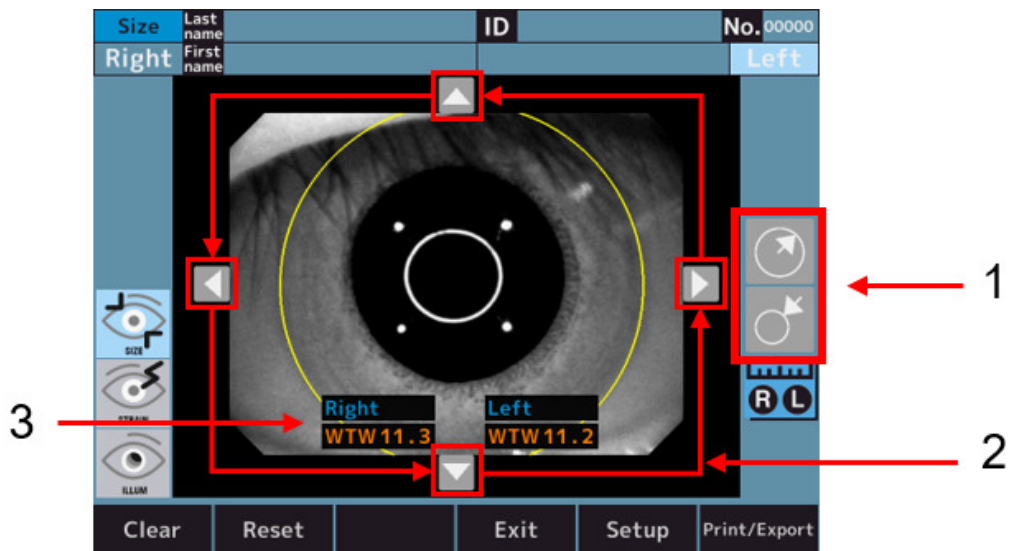 Size Last name ID No. 00000
Right First name Left
1
SIZE
STRAIN
R L
3
Right Left
WTW 11.3 WTW 11.2
2
ILLUM
Clear Reset Exit Setup Print/Export